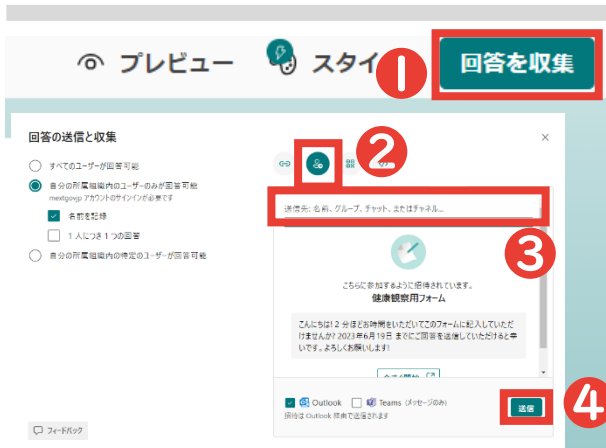 プレビュー
スタイ
1
回答を収集
回答の送信と収集
すべてのユーザーが回答可能
自分の所属組織内のユーザーのみが回答可能
mextgovjp アカウントのサインインが必要です
名前を記録
1 人につき 1 つの回答
自分の所属組織内の特定のユーザーが回答可能
2
送信先: 名前、グループ、チャット、またはチャネル...
3
こちらに参加するように招待されています。
健康観察用フォーム
こんにちは! 2 分ほどお時間をいただいてこのフォームに記入していただ
けませんか? 2023年6月19日 までにご回答を送信していただけると幸
いです。よろしくお願いします!
Outlook
Teams (メッセージのみ)
招待は Outlook 経由で送信されます
送信
4
フィードバック